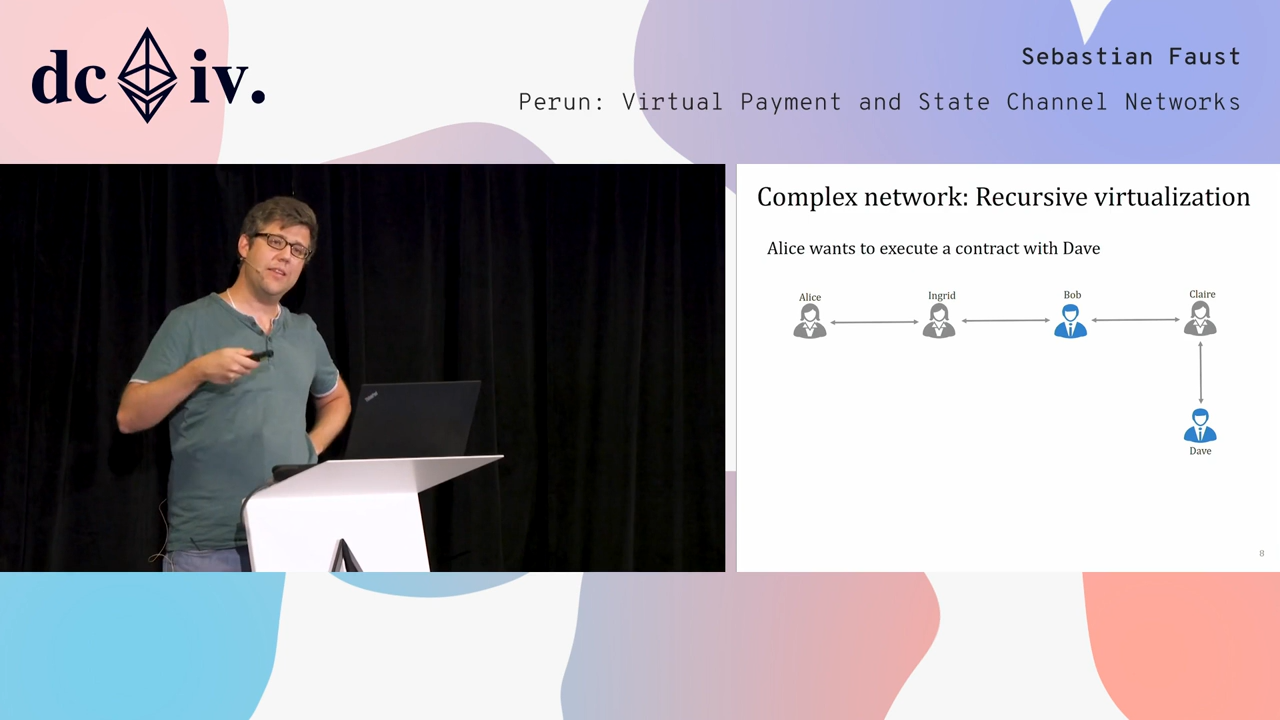 dc iv.
Sebastian Faust
Perun: Virtual Payment and State Channel Networks
Complex network: Recursive virtualization
Alice wants to execute a contract with Dave
Alice
Ingrid
Bob
Claire
Dave
8
ThinkPad